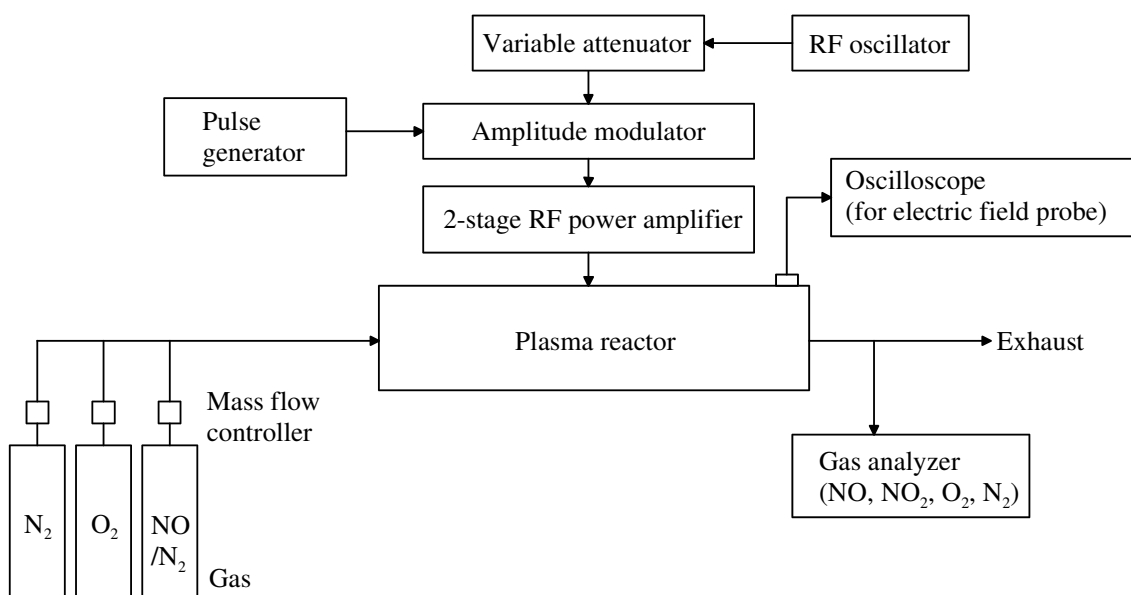 Variable attenuator
RF oscillator
Pulse
generator
Amplitude modulator
Oscilloscope
(for electric field probe)
2-stage RF power amplifier
Plasma reactor
Exhaust
Mass flow
controller
Gas analyzer
(NO, NO₂, O₂, N₂)
N₂
O₂
NO
/N₂
Gas